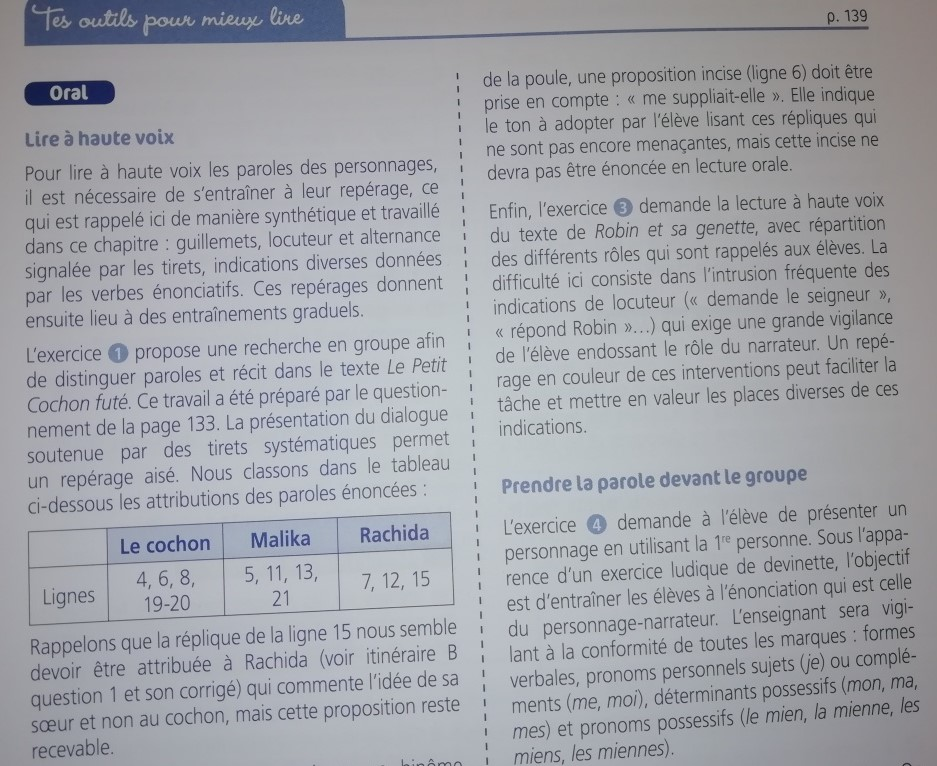 Tes outils pour mieux lire
p. 139
Oral
Lire à haute voix
Pour lire à haute voix les paroles des personnages,
il est nécessaire de s'entraîner à leur repérage, ce
qui est rappelé ici de manière synthétique et travaillé
dans ce chapitre : guillemets, locuteur et alternance
signalée par les tirets, indications diverses données
par les verbes énonciatifs. Ces repérages donnent
ensuite lieu à des entraînements graduels.
L'exercice 1 propose une recherche en groupe afin
de distinguer paroles et récit dans le texte Le Petit
Cochon futé. Ce travail a été préparé par le question-
nement de la page 133. La présentation du dialogue
soutenue par des tirets systématiques permet
un repérage aisé. Nous classons dans le tableau
ci-dessous les attributions des paroles énoncées :
Le cochon Malika Rachida
Lignes 4, 6, 8, 19-20 5, 11, 13, 21 7, 12, 15
Rappelons que la réplique de la ligne 15 nous semble
devoir être attribuée à Rachida (voir itinéraire B
question 1 et son corrigé) qui commente l'idée de sa
sœur et non au cochon, mais cette proposition reste
recevable.
binôme
de la poule, une proposition incise (ligne 6) doit être
prise en compte : « me suppliait-elle ». Elle indique
le ton à adopter par l'élève lisant ces répliques qui
ne sont pas encore menaçantes, mais cette incise ne
devra pas être énoncée en lecture orale.
Enfin, l'exercice 3 demande la lecture à haute voix
du texte de Robin et sa genette, avec répartition
des différents rôles qui sont rappelés aux élèves. La
difficulté ici consiste dans l'intrusion fréquente des
indications de locuteur (« demande le seigneur »,
« répond Robin »...) qui exige une grande vigilance
de l'élève endossant le rôle du narrateur. Un repé-
rage en couleur de ces interventions peut faciliter la
tâche et mettre en valeur les places diverses de ces
indications.
Prendre la parole devant le groupe
L'exercice 4 demande à l'élève de présenter un
personnage en utilisant la 1re personne. Sous l'appa-
rence d'un exercice ludique de devinette, l'objectif
est d'entraîner les élèves à l'énonciation qui est celle
du personnage-narrateur. L'enseignant sera vigi-
lant à la conformité de toutes les marques : formes
verbales, pronoms personnels sujets (je) ou complé-
ments (me, moi), déterminants possessifs (mon, ma,
mes) et pronoms possessifs (le mien, la mienne, les
miens, les miennes).